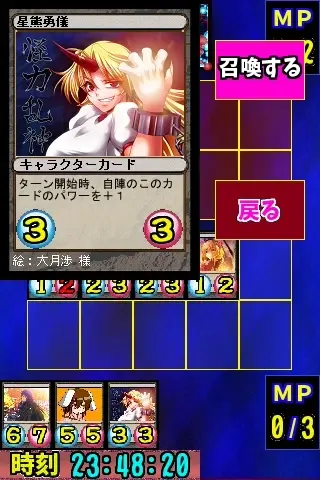 星熊勇儀
怪力乱神
キャラクターカード
ターン開始時、自陣のこのカ
ードのパワーを+1
3 3
絵:大月渉 様
MP
2
召喚する
戻る
1 2 2 3 2 3 1 2
6 7 5 5 3 3
MP
0/3
時刻 23:48:20